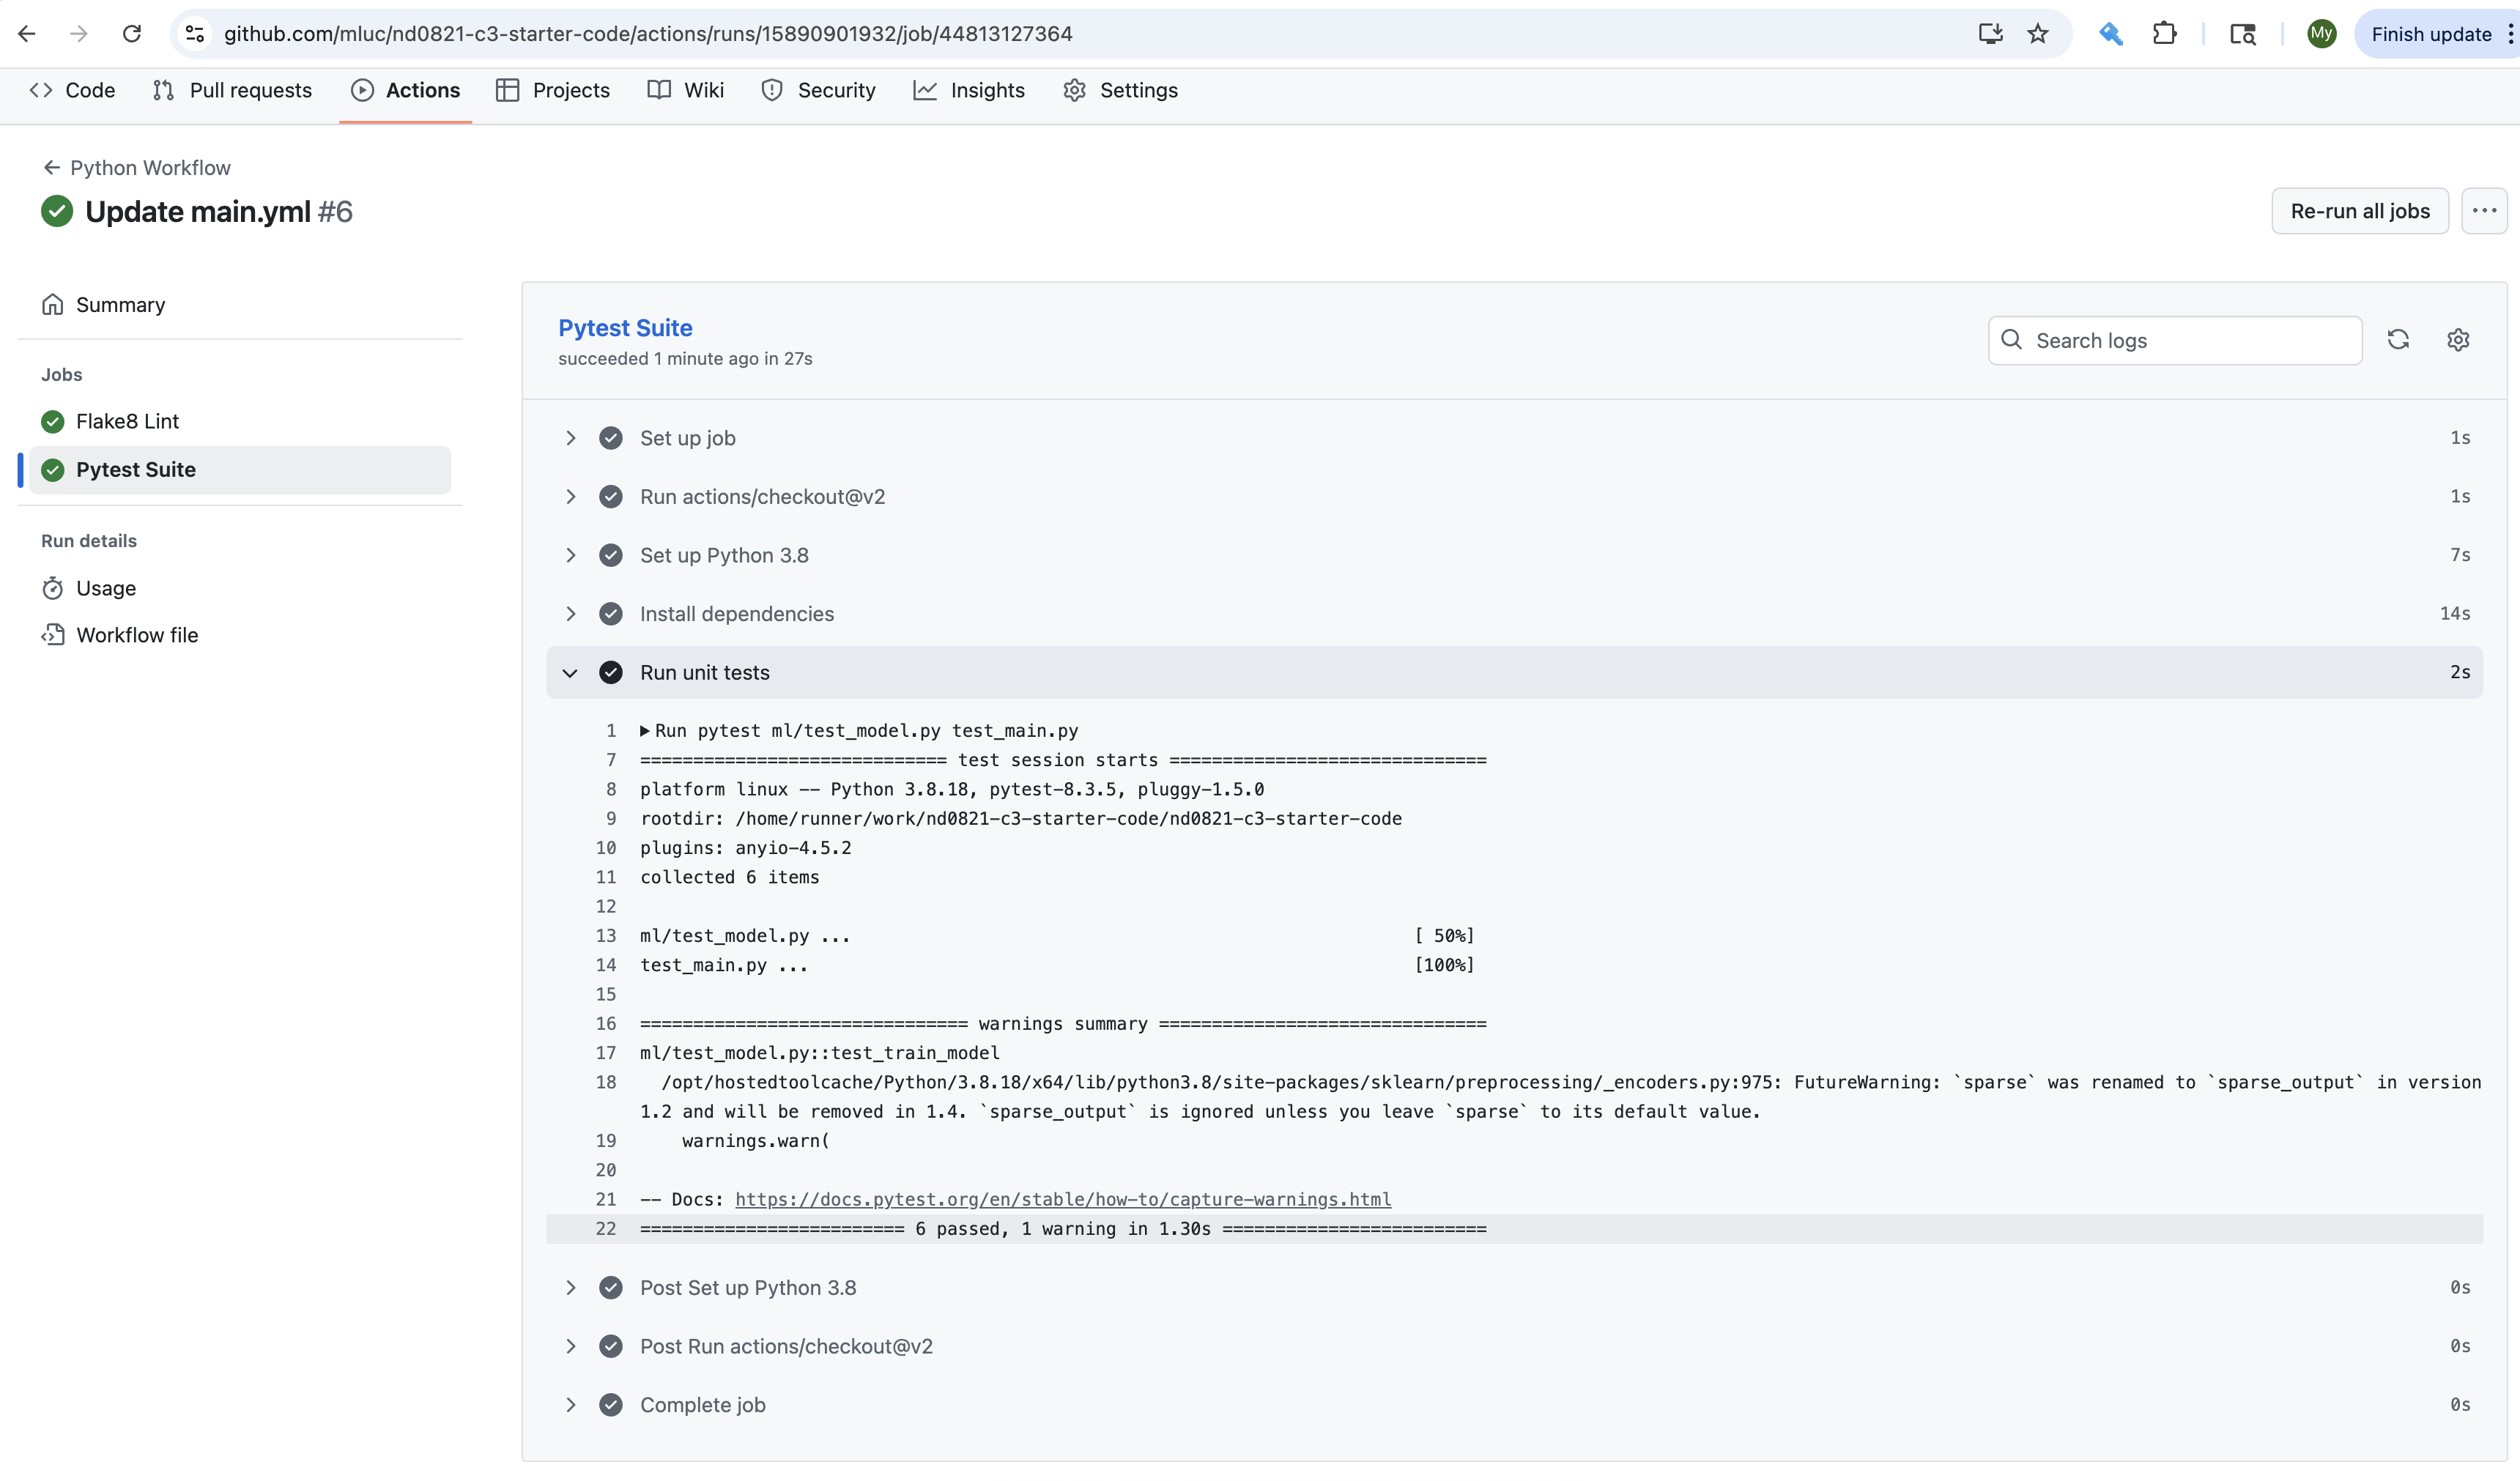 github.com/mluc/nd0821-c3-starter-code/actions/runs/15890901932/job/44813127364
My
Finish update
Code
Pull requests
Actions
Projects
Wiki
Security
Insights
Settings
Python Workflow
Update main.yml #6
Re-run all jobs
Summary
Jobs
Flake8 Lint
Pytest Suite
Run details
Usage
Workflow file
Pytest Suite
succeeded 1 minute ago in 27s
Search logs
Set up job 1s
Run actions/checkout@v2 1s
Set up Python 3.8 7s
Install dependencies 14s
Run unit tests 2s
1 ▶Run pytest ml/test_model.py test_main.py
7 ============================= test session starts ==============================
8 platform linux -- Python 3.8.18, pytest-8.3.5, pluggy-1.5.0
9 rootdir: /home/runner/work/nd0821-c3-starter-code/nd0821-c3-starter-code
10 plugins: anyio-4.5.2
11 collected 6 items
12
13 ml/test_model.py ... [ 50%]
14 test_main.py ... [100%]
15
16 =============================== warnings summary ===============================
17 ml/test_model.py::test_train_model
18 /opt/hostedtoolcache/Python/3.8.18/x64/lib/python3.8/site-packages/sklearn/preprocessing/_encoders.py:975: FutureWarning: `sparse` was renamed to `sparse_output` in version
1.2 and will be removed in 1.4. `sparse_output` is ignored unless you leave `sparse` to its default value.
19 warnings.warn(
20
21 -- Docs: https://docs.pytest.org/en/stable/how-to/capture-warnings.html
22 ========================= 6 passed, 1 warning in 1.30s =========================
Post Set up Python 3.8 0s
Post Run actions/checkout@v2 0s
Complete job 0s